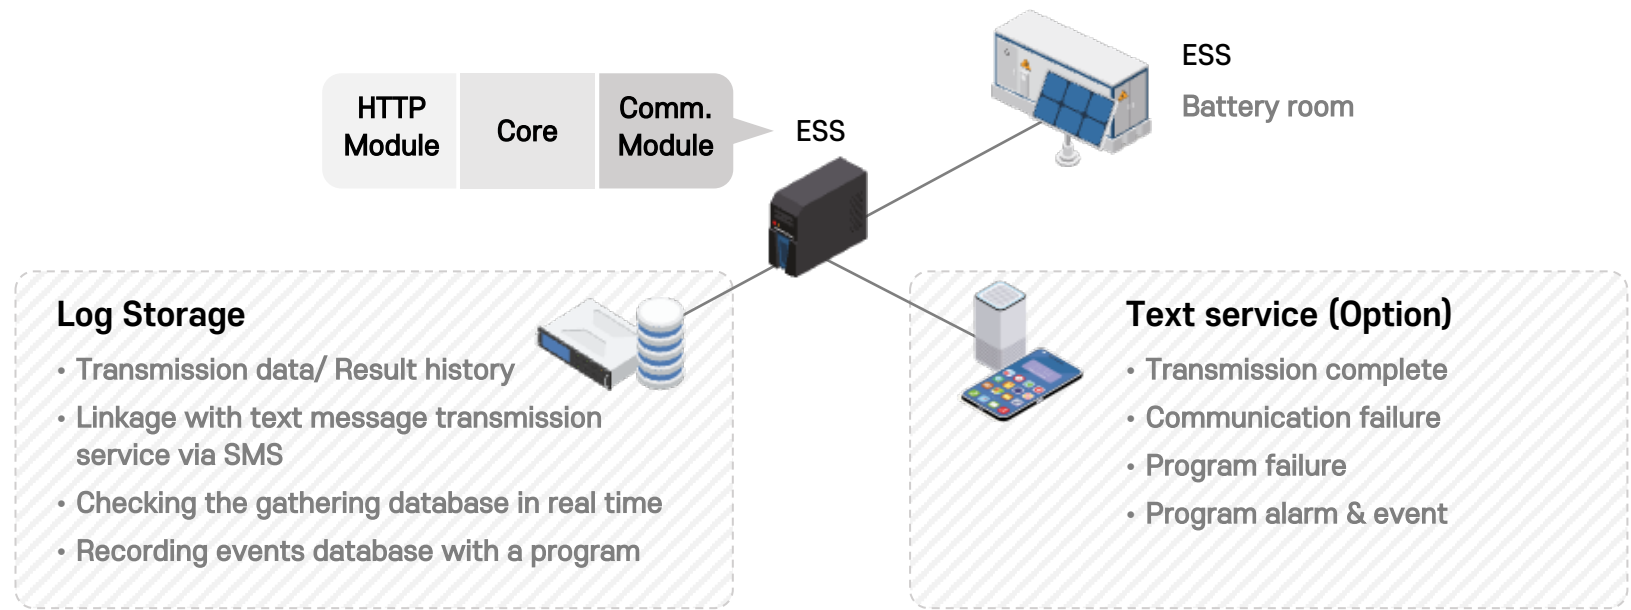 HTTP
Module
Core
Comm.
Module
ESS
ESS
Battery room
Log Storage
• Transmission data/ Result history
• Linkage with text message transmission
service via SMS
• Checking the gathering database in real time
• Recording events database with a program
Text service (Option)
• Transmission complete
• Communication failure
• Program failure
• Program alarm & event